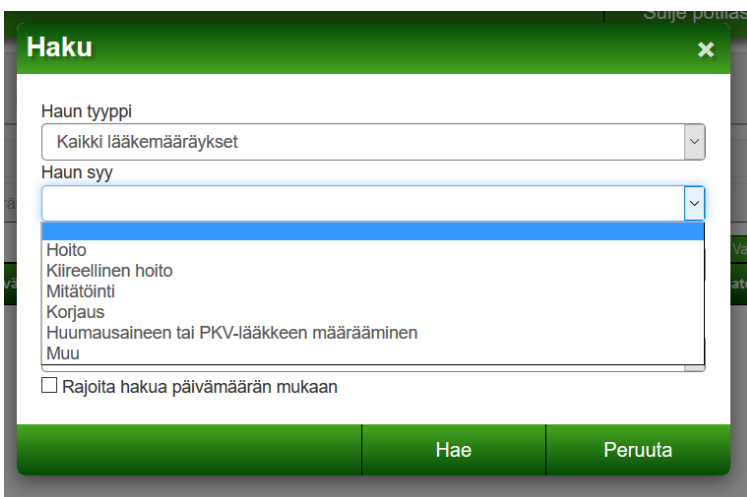 Sulje potilas
Haku
×
Haun tyyppi
Kaikki lääkemääräykset
Haun syy
Hoito
Kiireellinen hoito
Mitätöinti
Korjaus
Huumausaineen tai PKV-lääkkeen määrääminen
Muu
Rajoita hakua päivämäärän mukaan
Hae
Peruuta